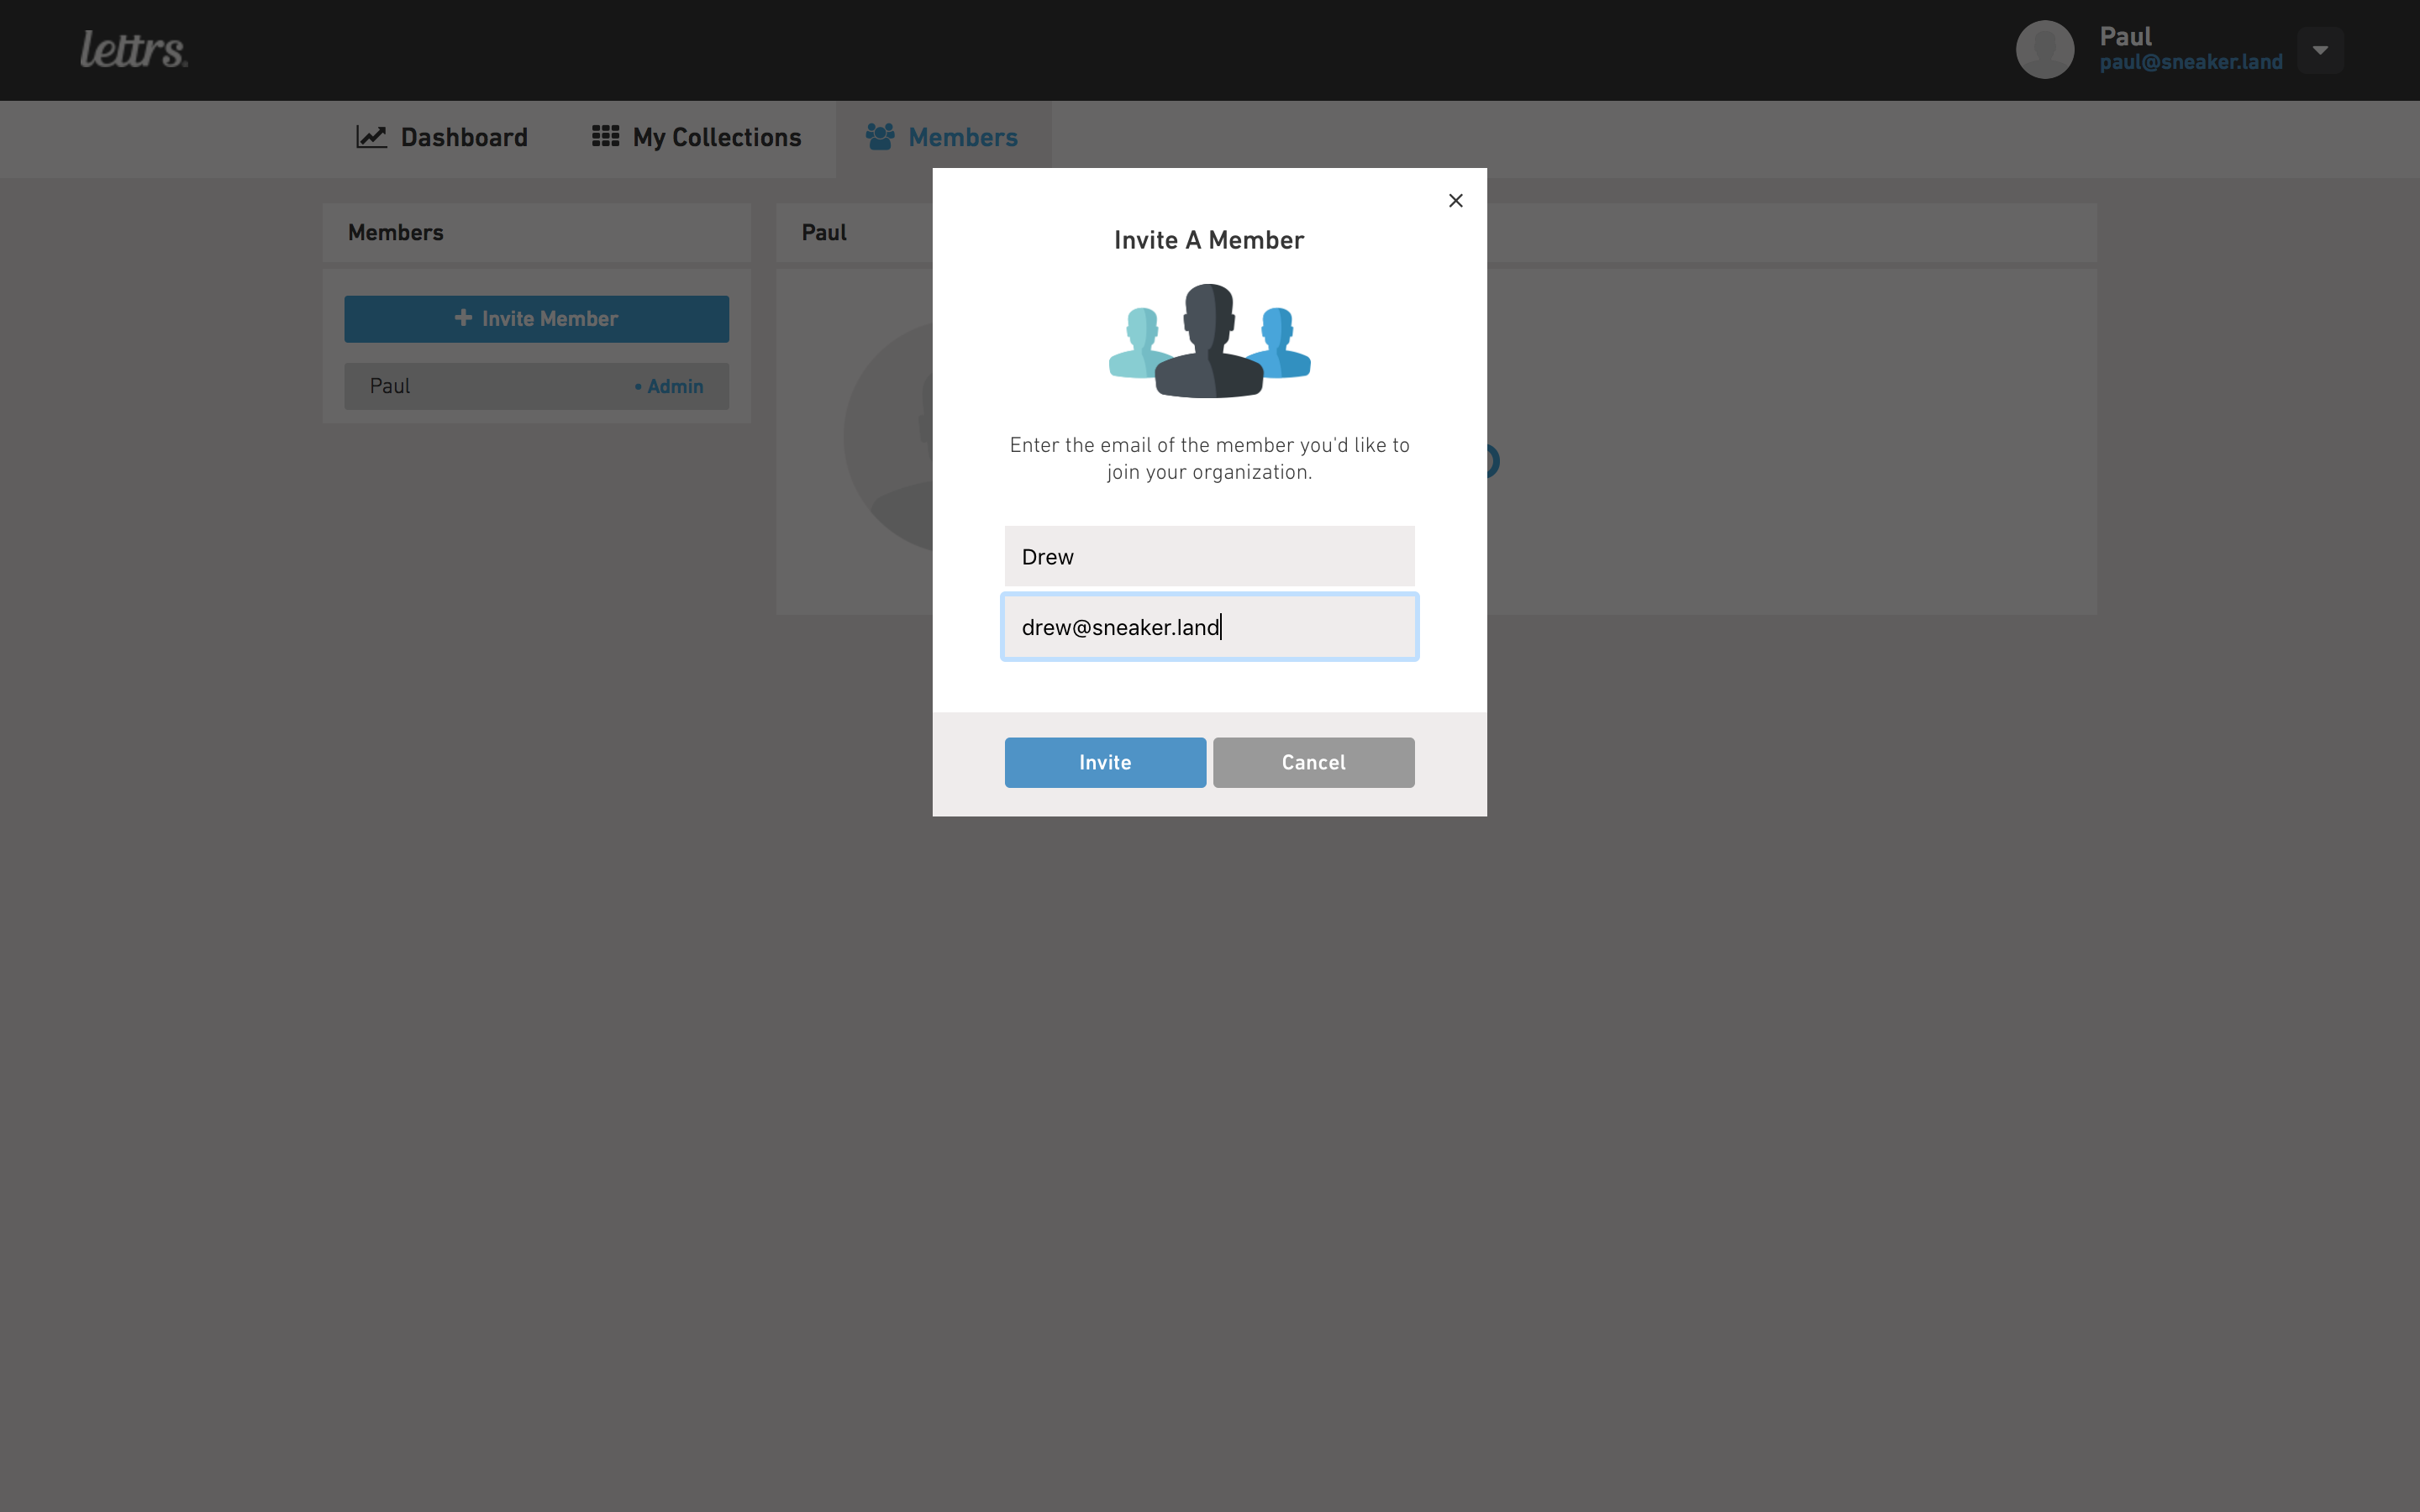 lettrs.
Paul
paul@sneaker.land
Dashboard
My Collections
Members
Members
Invite Member
Paul
• Admin
Paul
Invite A Member
Enter the email of the member you'd like to
join your organization.
Drew
drew@sneaker.land
Invite
Cancel